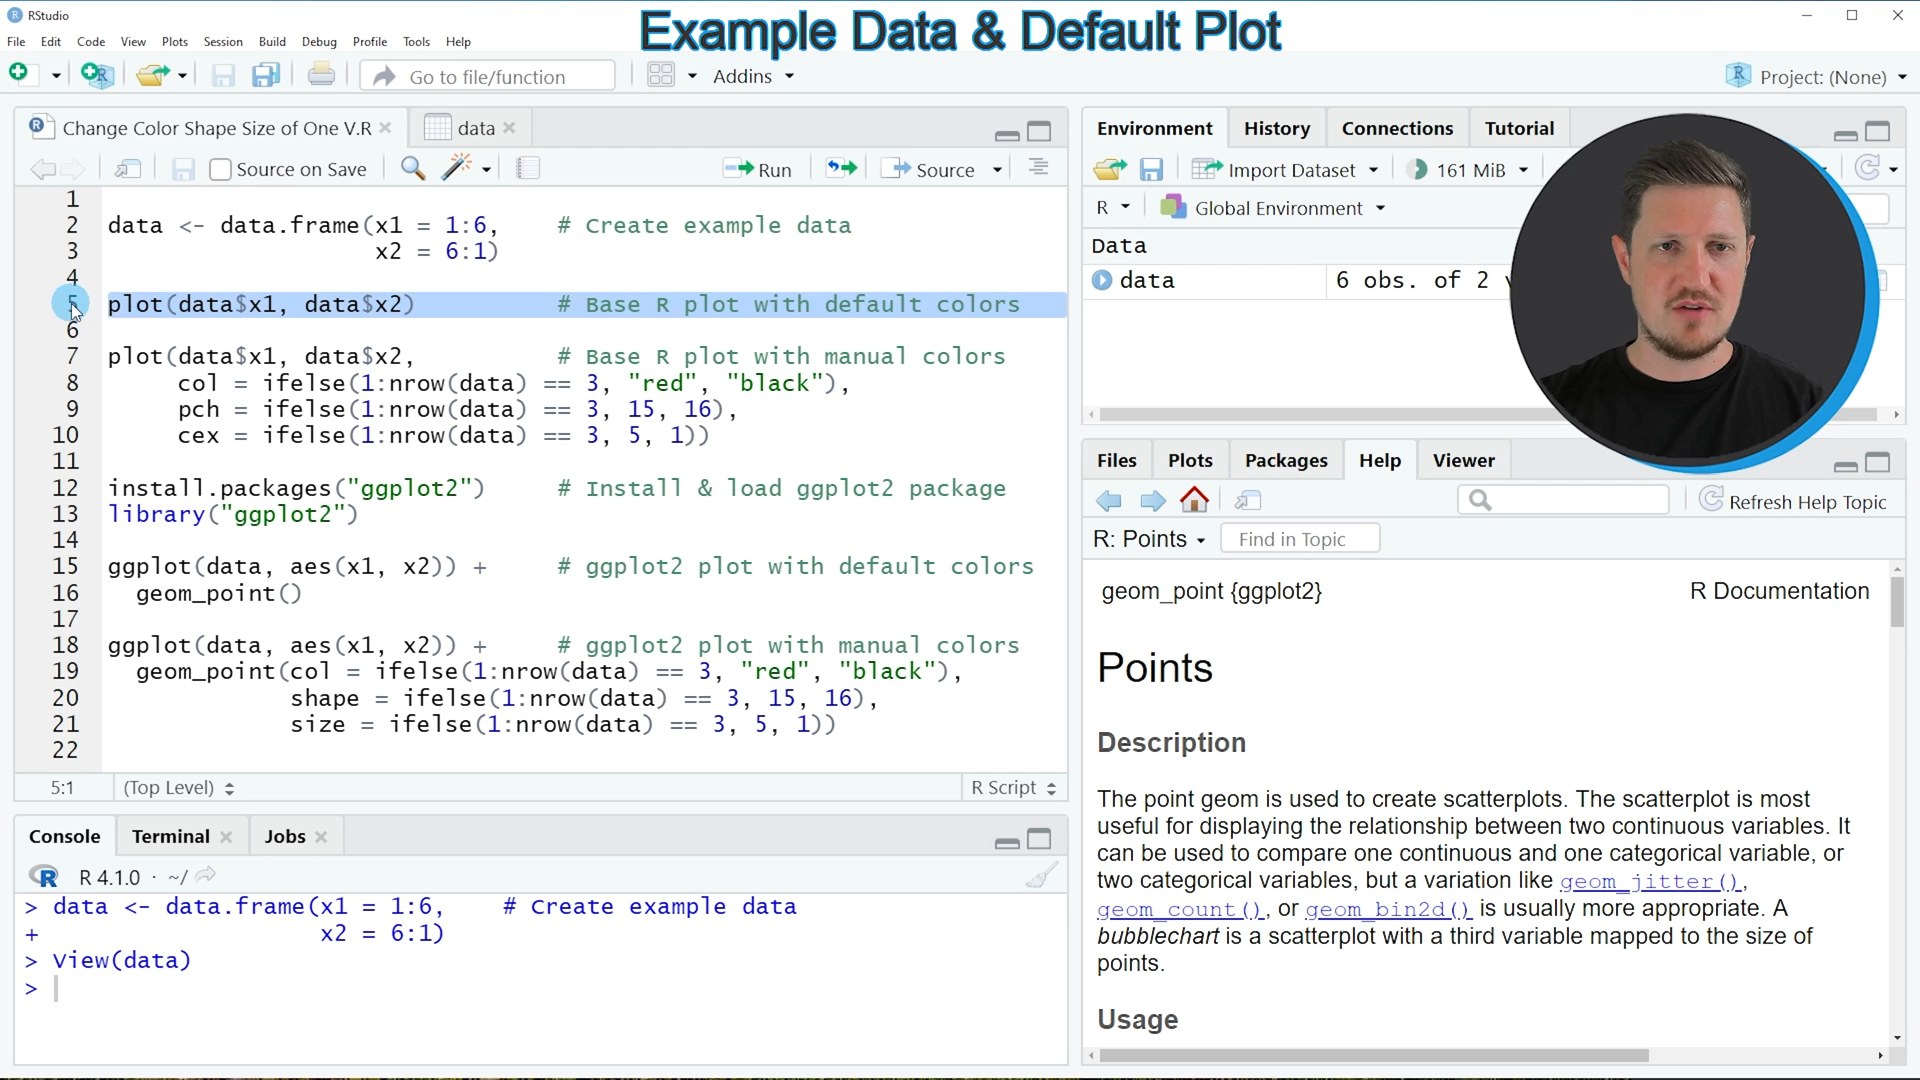 RStudio
Example Data & Default Plot
File Edit Code View Plots Session Build Debug Profile Tools Help
Go to file/function
Addins
Project: (None)
Change Color Shape Size of One V.R
data
Source on Save
Run
Source
1
2 data <- data.frame(x1 = 1:6, # Create example data
3 x2 = 6:1)
4
5 plot(data$x1, data$x2) # Base R plot with default colors
6
7 plot(data$x1, data$x2, # Base R plot with manual colors
8 col = ifelse(1:nrow(data) == 3, "red", "black"),
9 pch = ifelse(1:nrow(data) == 3, 15, 16),
10 cex = ifelse(1:nrow(data) == 3, 5, 1))
11
12 install.packages("ggplot2") # Install & load ggplot2 package
13 library("ggplot2")
14
15 ggplot(data, aes(x1, x2)) + # ggplot2 plot with default colors
16 geom_point()
17
18 ggplot(data, aes(x1, x2)) + # ggplot2 plot with manual colors
19 geom_point(col = ifelse(1:nrow(data) == 3, "red", "black"),
20 shape = ifelse(1:nrow(data) == 3, 15, 16),
21 size = ifelse(1:nrow(data) == 3, 5, 1))
22
5:1 (Top Level) R Script
Console Terminal Jobs
R 4.1.0 · ~/
> data <- data.frame(x1 = 1:6, # Create example data
+ x2 = 6:1)
> View(data)
>
Environment History Connections Tutorial
Import Dataset 161 MiB
R Global Environment
Data
data 6 obs. of 2
Files Plots Packages Help Viewer
Refresh Help Topic
R: Points Find in Topic
geom_point {ggplot2} R Documentation
Points
Description
The point geom is used to create scatterplots. The scatterplot is most
useful for displaying the relationship between two continuous variables. It
can be used to compare one continuous and one categorical variable, or
two categorical variables, but a variation like geom_jitter(),
geom_count(), or geom_bin2d() is usually more appropriate. A
bubblechart is a scatterplot with a third variable mapped to the size of
points.
Usage